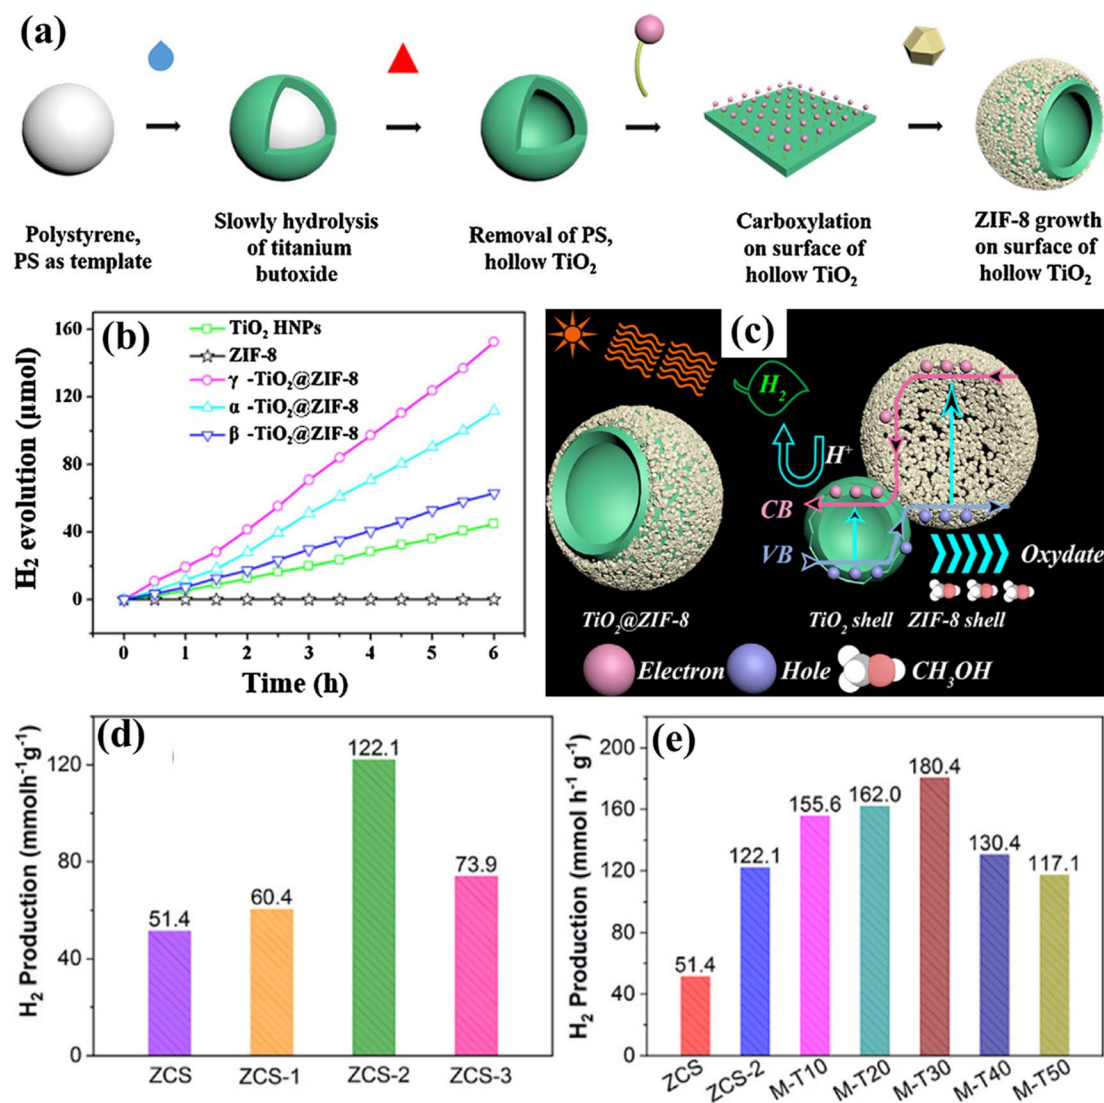 (a)
Polystyrene,
PS as template
Slowly hydrolysis
of titanium
butoxide
Removal of PS,
hollow TiO₂
Carboxylation
on surface of
hollow TiO₂
ZIF-8 growth
on surface of
hollow TiO₂
(b)
H₂ evolution (μmol)
160
120
80
40
0
TiO₂ HNPs
ZIF-8
γ -TiO₂@ZIF-8
α -TiO₂@ZIF-8
β -TiO₂@ZIF-8
0 1 2 3 4 5 6
Time (h)
(c)
H₂
H⁺
CB
VB
Oxydate
TiO₂@ZIF-8
TiO₂ shell
ZIF-8 shell
Electron
Hole
CH₃OH
(d)
H₂ Production (mmolh⁻¹g⁻¹)
120
80
40
0
51.4
60.4
122.1
73.9
ZCS ZCS-1 ZCS-2 ZCS-3
(e)
H₂ Production (mmol h⁻¹ g⁻¹)
200
160
120
80
40
0
51.4
122.1
155.6
162.0
180.4
130.4
117.1
ZCS ZCS-2 M-T10 M-T20 M-T30 M-T40 M-T50